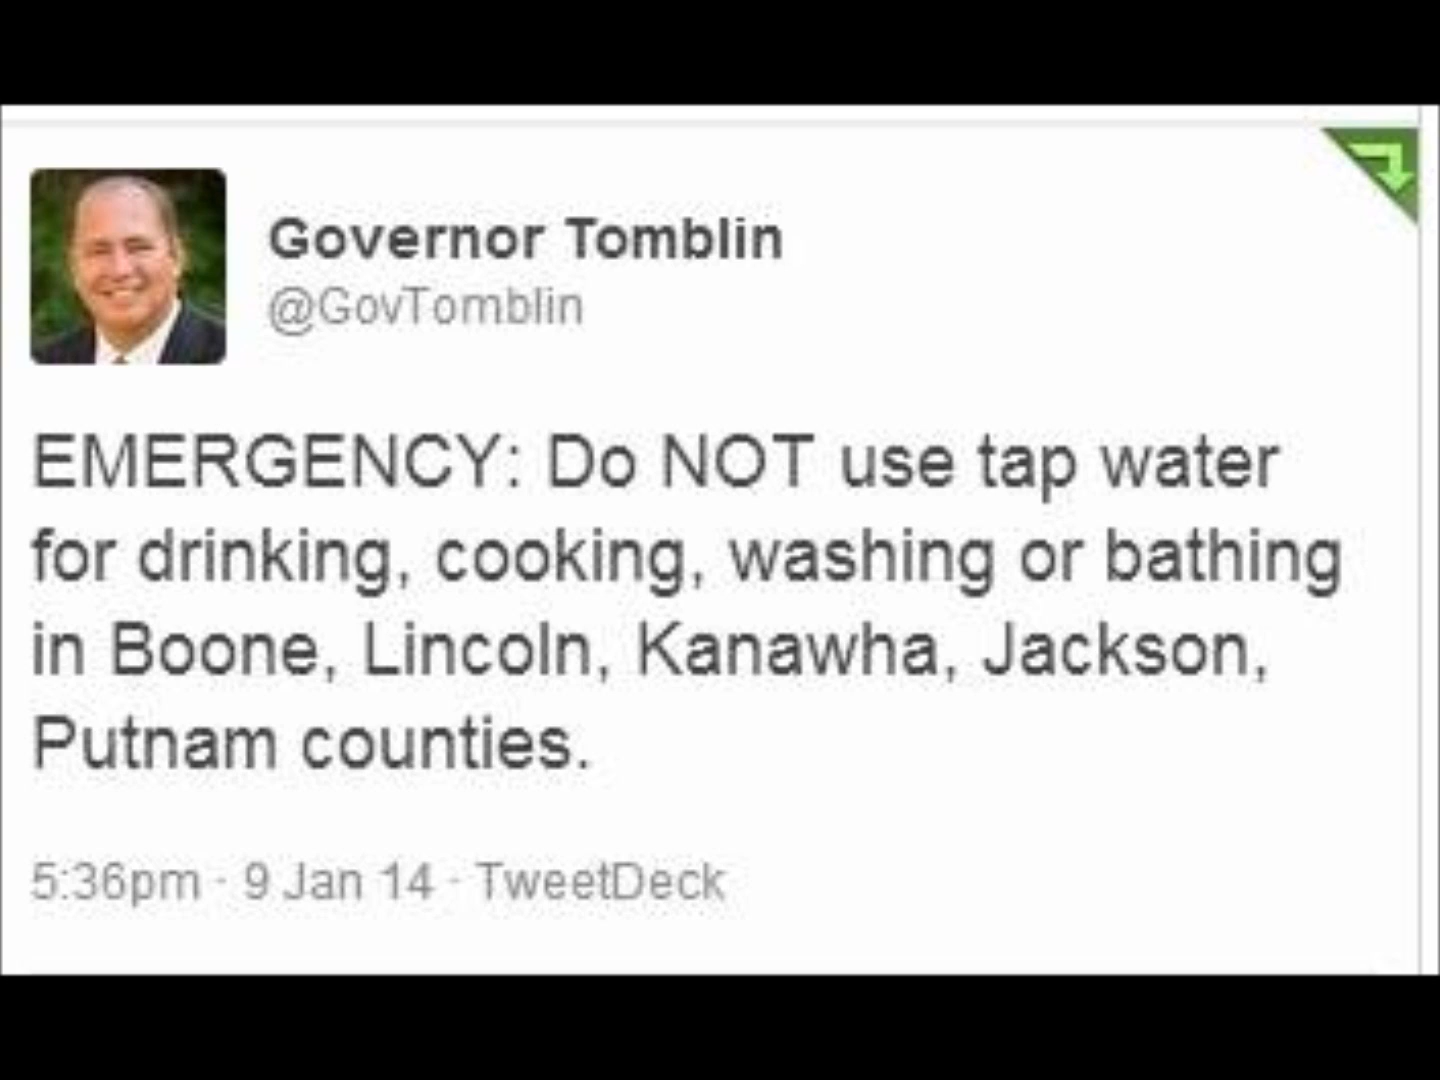 Governor Tomblin
@GovTomblin
EMERGENCY: Do NOT use tap water
for drinking, cooking, washing or bathing
in Boone, Lincoln, Kanawha, Jackson,
Putnam counties.
5:36pm · 9 Jan 14 · TweetDeck